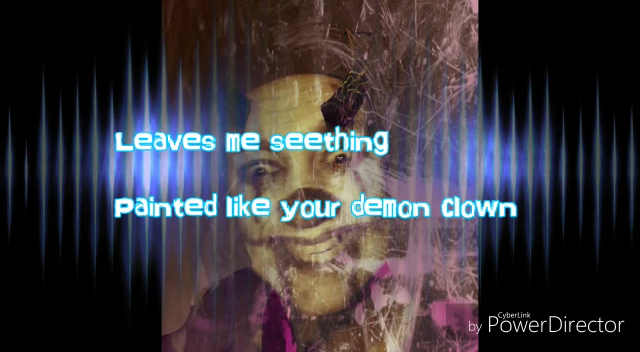 Leaves me seething
Painted like your demon clown
CyberLink
by PowerDirector